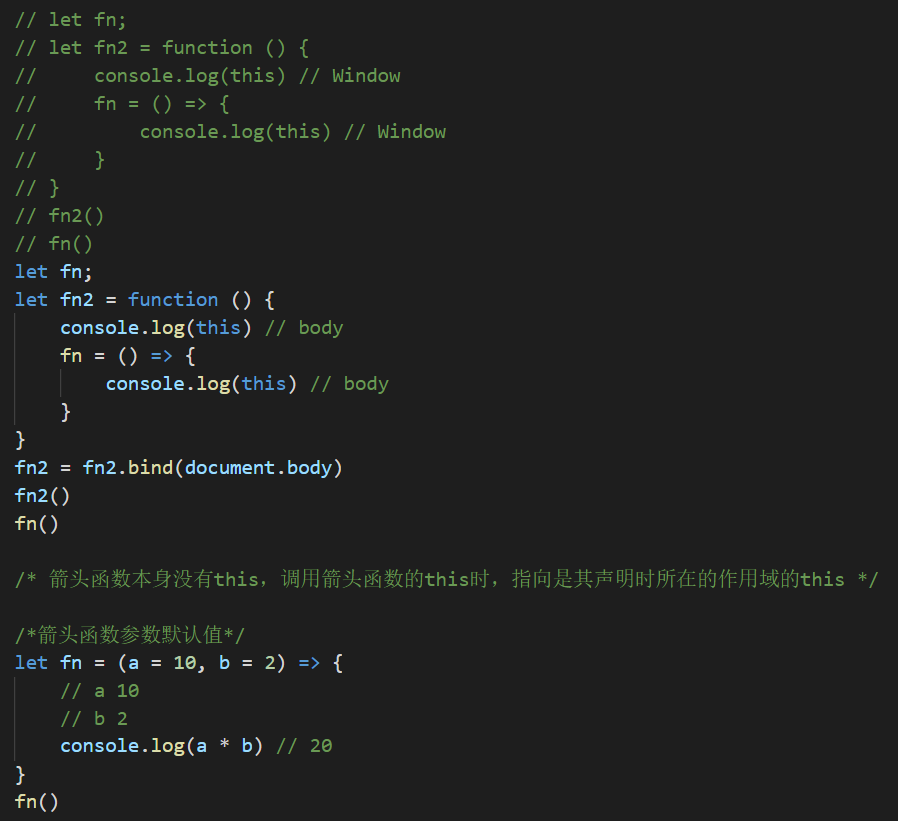 // let fn;
// let fn2 = function () {
//     console.log(this) // Window
//     fn = () => {
//         console.log(this) // Window
//     }
// }
// fn2()
// fn()
let fn;
let fn2 = function () {
    console.log(this) // body
    fn = () => {
        console.log(this) // body
    }
}
fn2 = fn2.bind(document.body)
fn2()
fn()

/* 箭头函数本身没有this，调用箭头函数的this时，指向是其声明时所在的作用域的this */

/*箭头函数参数默认值*/
let fn = (a = 10, b = 2) => {
    // a 10
    // b 2
    console.log(a * b) // 20
}
fn()